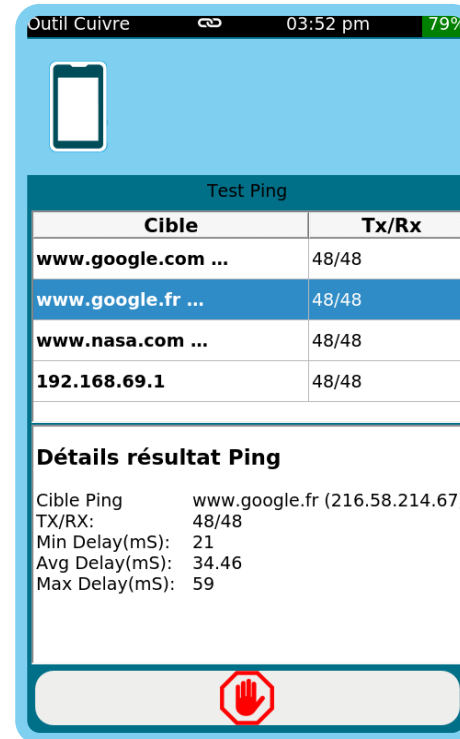 Outil Cuivre 03:52 pm 79%
Test Ping
Cible Tx/Rx
www.google.com ... 48/48
www.google.fr ... 48/48
www.nasa.com ... 48/48
192.168.69.1 48/48
Détails résultat Ping
Cible Ping www.google.fr (216.58.214.67)
TX/RX: 48/48
Min Delay(mS): 21
Avg Delay(mS): 34.46
Max Delay(mS): 59